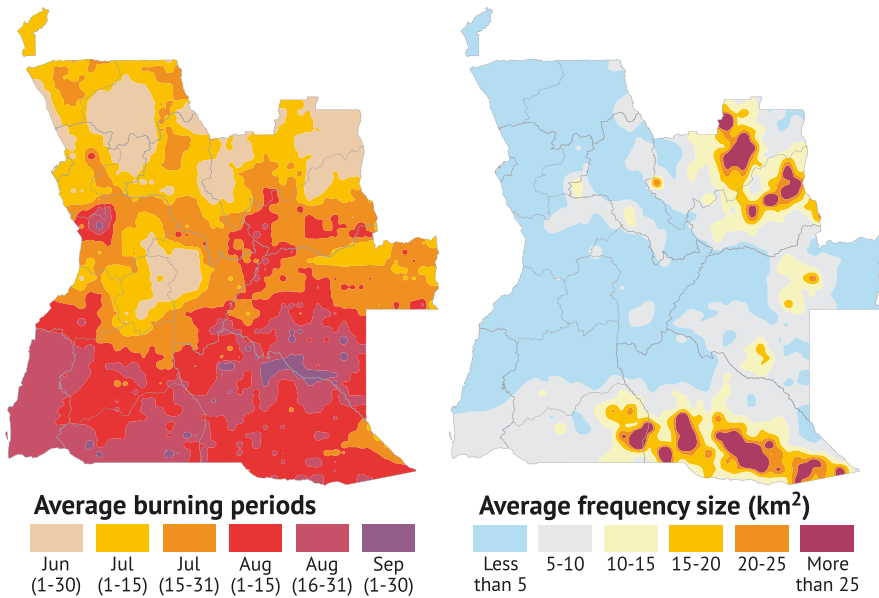 Average burning periods
Jun
(1-30)
Jul
(1-15)
Jul
(15-31)
Aug
(1-15)
Aug
(16-31)
Sep
(1-30)
Average frequency size (km²)
Less
than 5
5-10
10-15
15-20
20-25
More
than 25